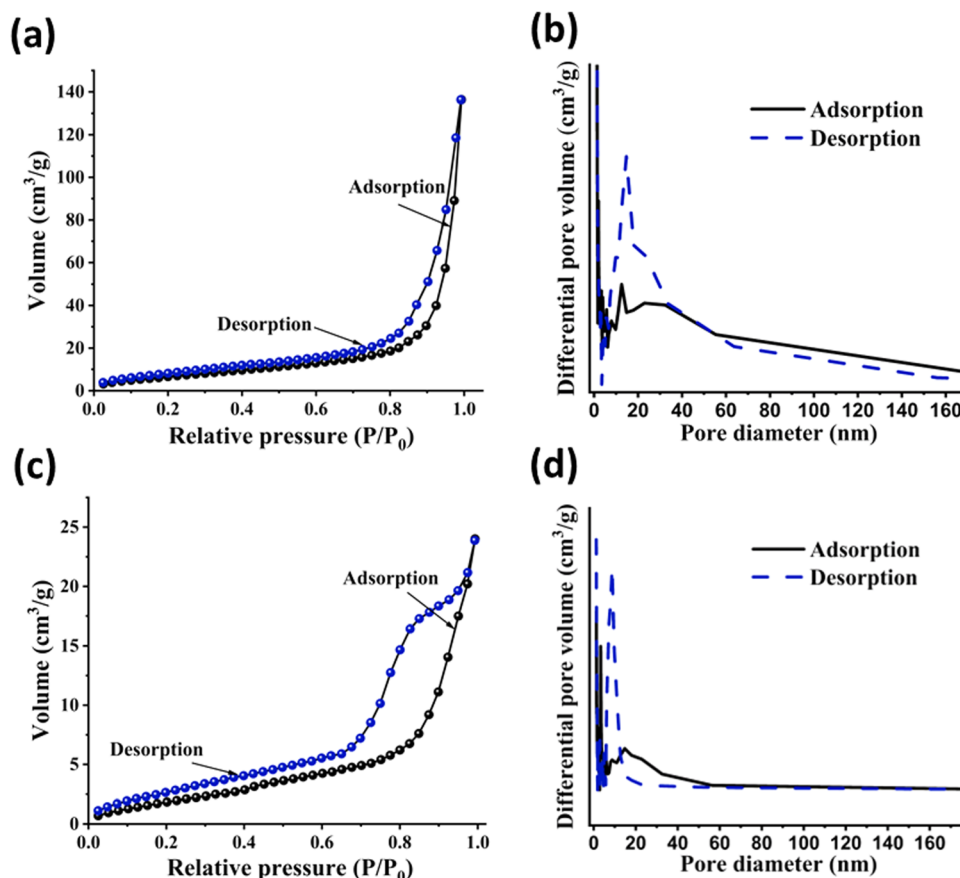 (a)
140
120
100
80
60
40
20
0
Volume (cm³/g)
Adsorption
Desorption
0.0 0.2 0.4 0.6 0.8 1.0
Relative pressure (P/P₀)
(b)
Differential pore volume (cm³/g)
Adsorption
Desorption
0 20 40 60 80 100 120 140 160
Pore diameter (nm)
(c)
25
20
15
10
5
0
Volume (cm³/g)
Adsorption
Desorption
0.0 0.2 0.4 0.6 0.8 1.0
Relative pressure (P/P₀)
(d)
Differential pore volume (cm³/g)
Adsorption
Desorption
0 20 40 60 80 100 120 140 160
Pore diameter (nm)